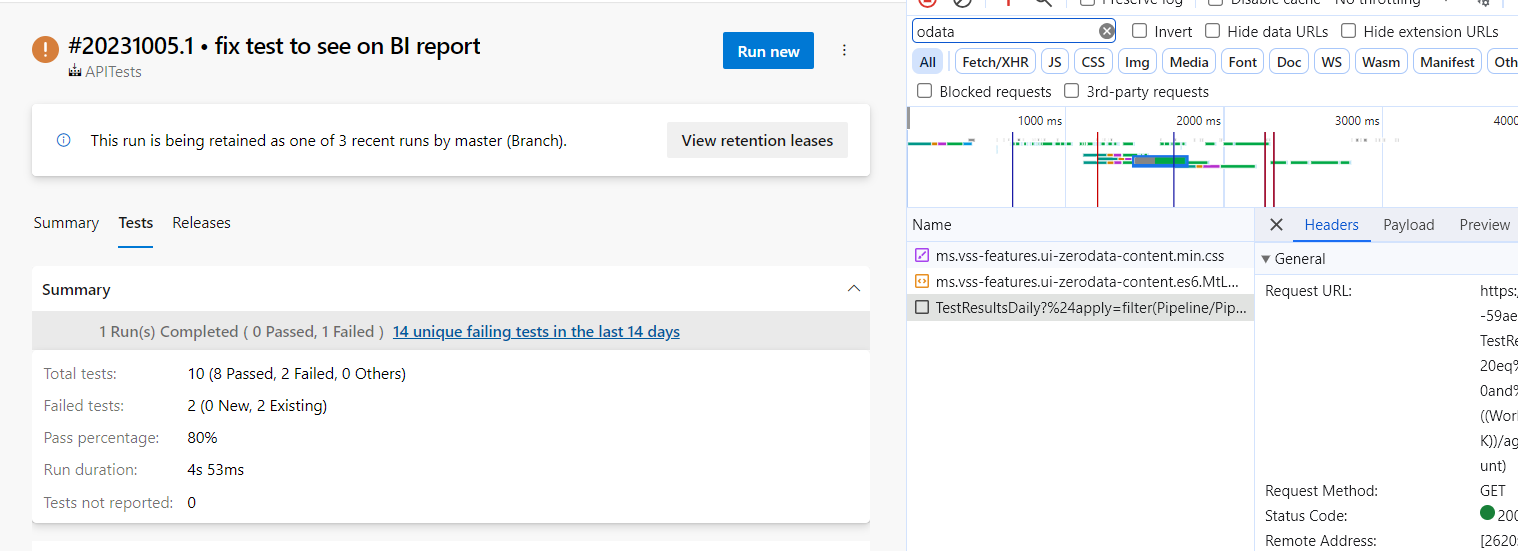 #20231005.1 • fix test to see on BI report
APITests
Run new
This run is being retained as one of 3 recent runs by master (Branch).
View retention leases
Summary Tests Releases
Summary
1 Run(s) Completed ( 0 Passed, 1 Failed ) 14 unique failing tests in the last 14 days
Total tests: 10 (8 Passed, 2 Failed, 0 Others)
Failed tests: 2 (0 New, 2 Existing)
Pass percentage: 80%
Run duration: 4s 53ms
Tests not reported: 0
Preserve log Disable cache No throttling
odata
Invert Hide data URLs Hide extension URLs
All Fetch/XHR JS CSS Img Media Font Doc WS Wasm Manifest Oth
Blocked requests 3rd-party requests
1000 ms 2000 ms 3000 ms 4000
Name
ms.vss-features.ui-zerodata-content.min.css
ms.vss-features.ui-zerodata-content.es6.MtL...
TestResultsDaily?%24apply=filter(Pipeline/Pip...
Headers Payload Preview
General
Request URL: https:
-59ae
TestRe
20eq%
0and%
((Worl
K))/ag
unt)
Request Method: GET
Status Code: 200
Remote Address: [2620: